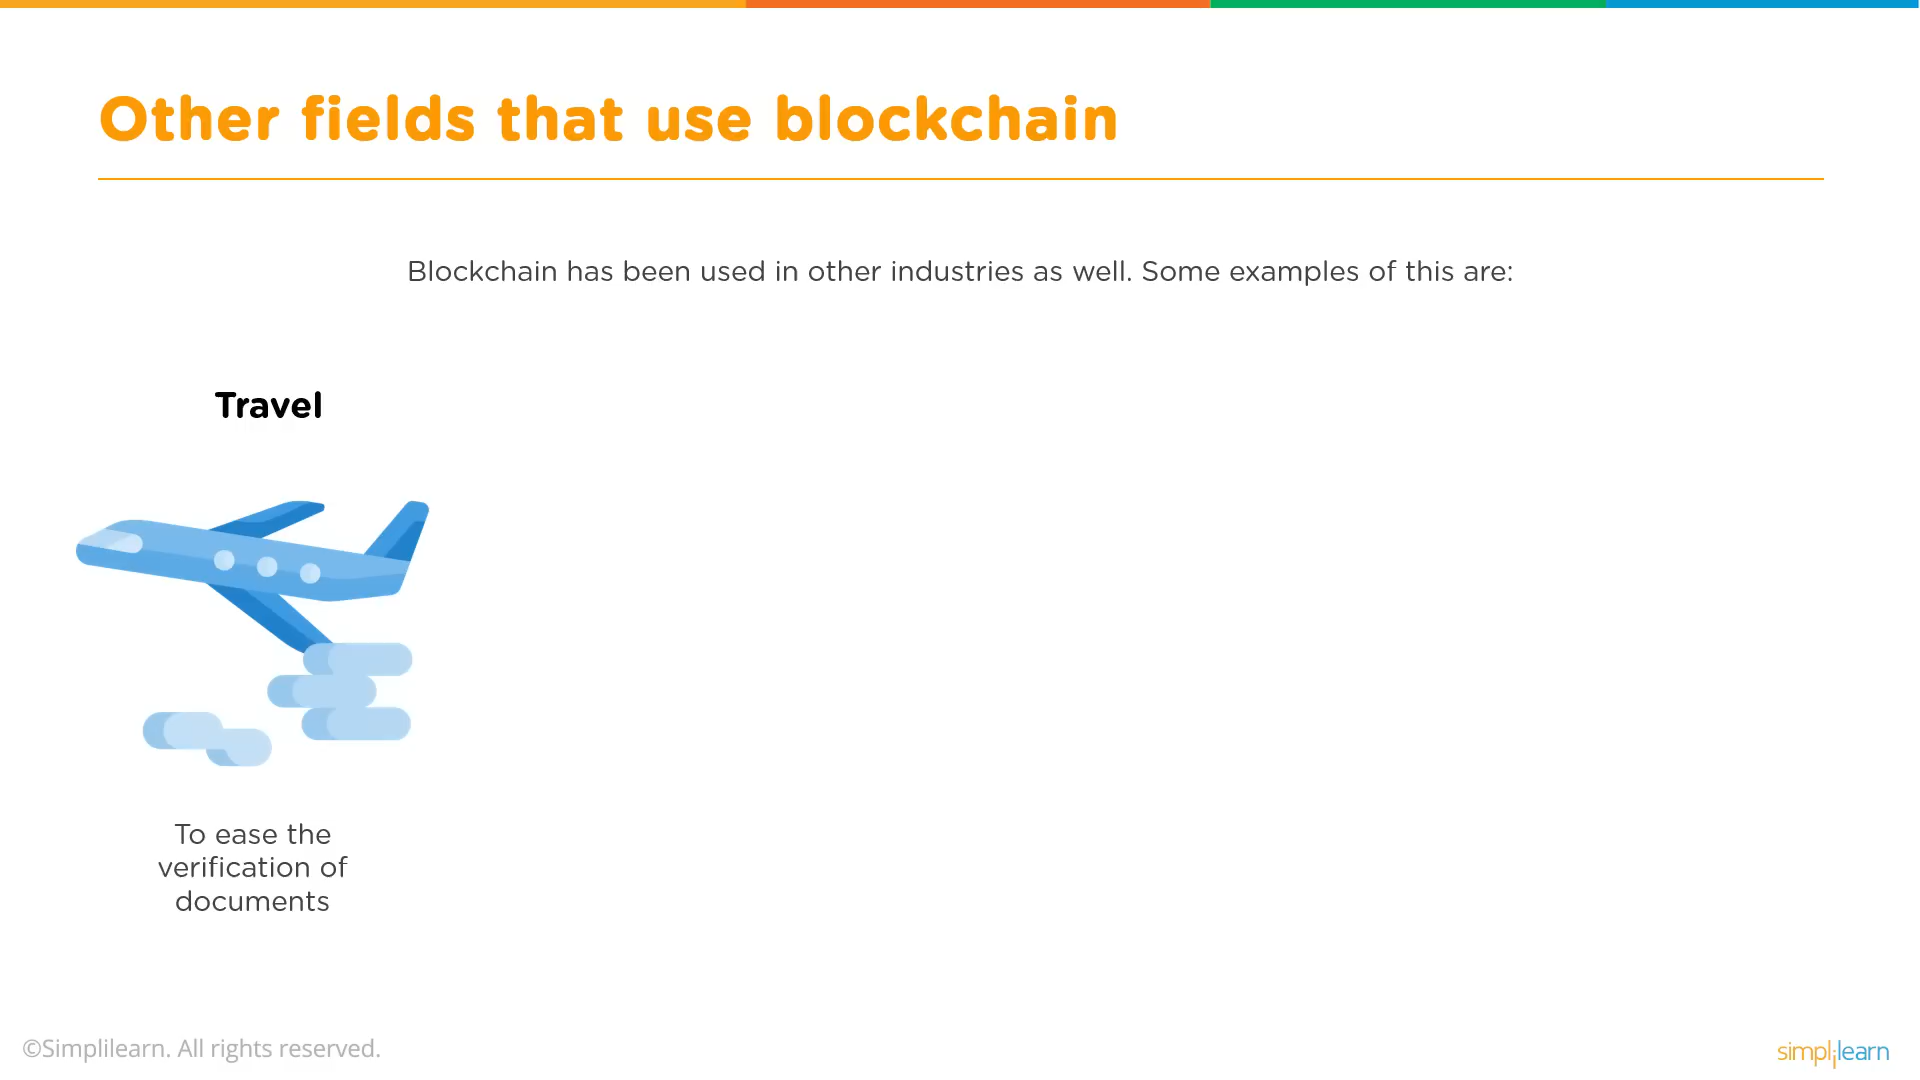 Other fields that use blockchain
Blockchain has been used in other industries as well. Some examples of this are:
Travel
To ease the
verification of
documents
©Simplilearn. All rights reserved.
simplilearn